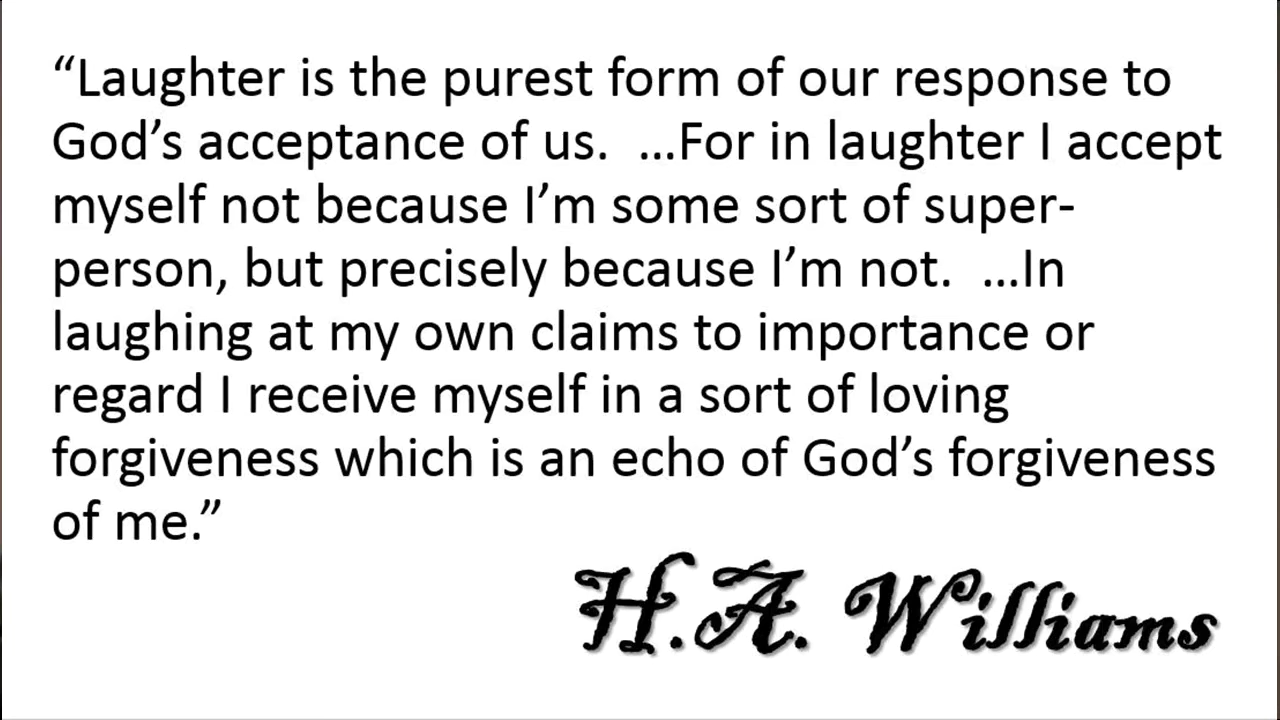 “Laughter is the purest form of our response to
God’s acceptance of us.  …For in laughter I accept
myself not because I’m some sort of super-
person, but precisely because I’m not.  …In
laughing at my own claims to importance or
regard I receive myself in a sort of loving
forgiveness which is an echo of God’s forgiveness
of me.”
H.A. Williams